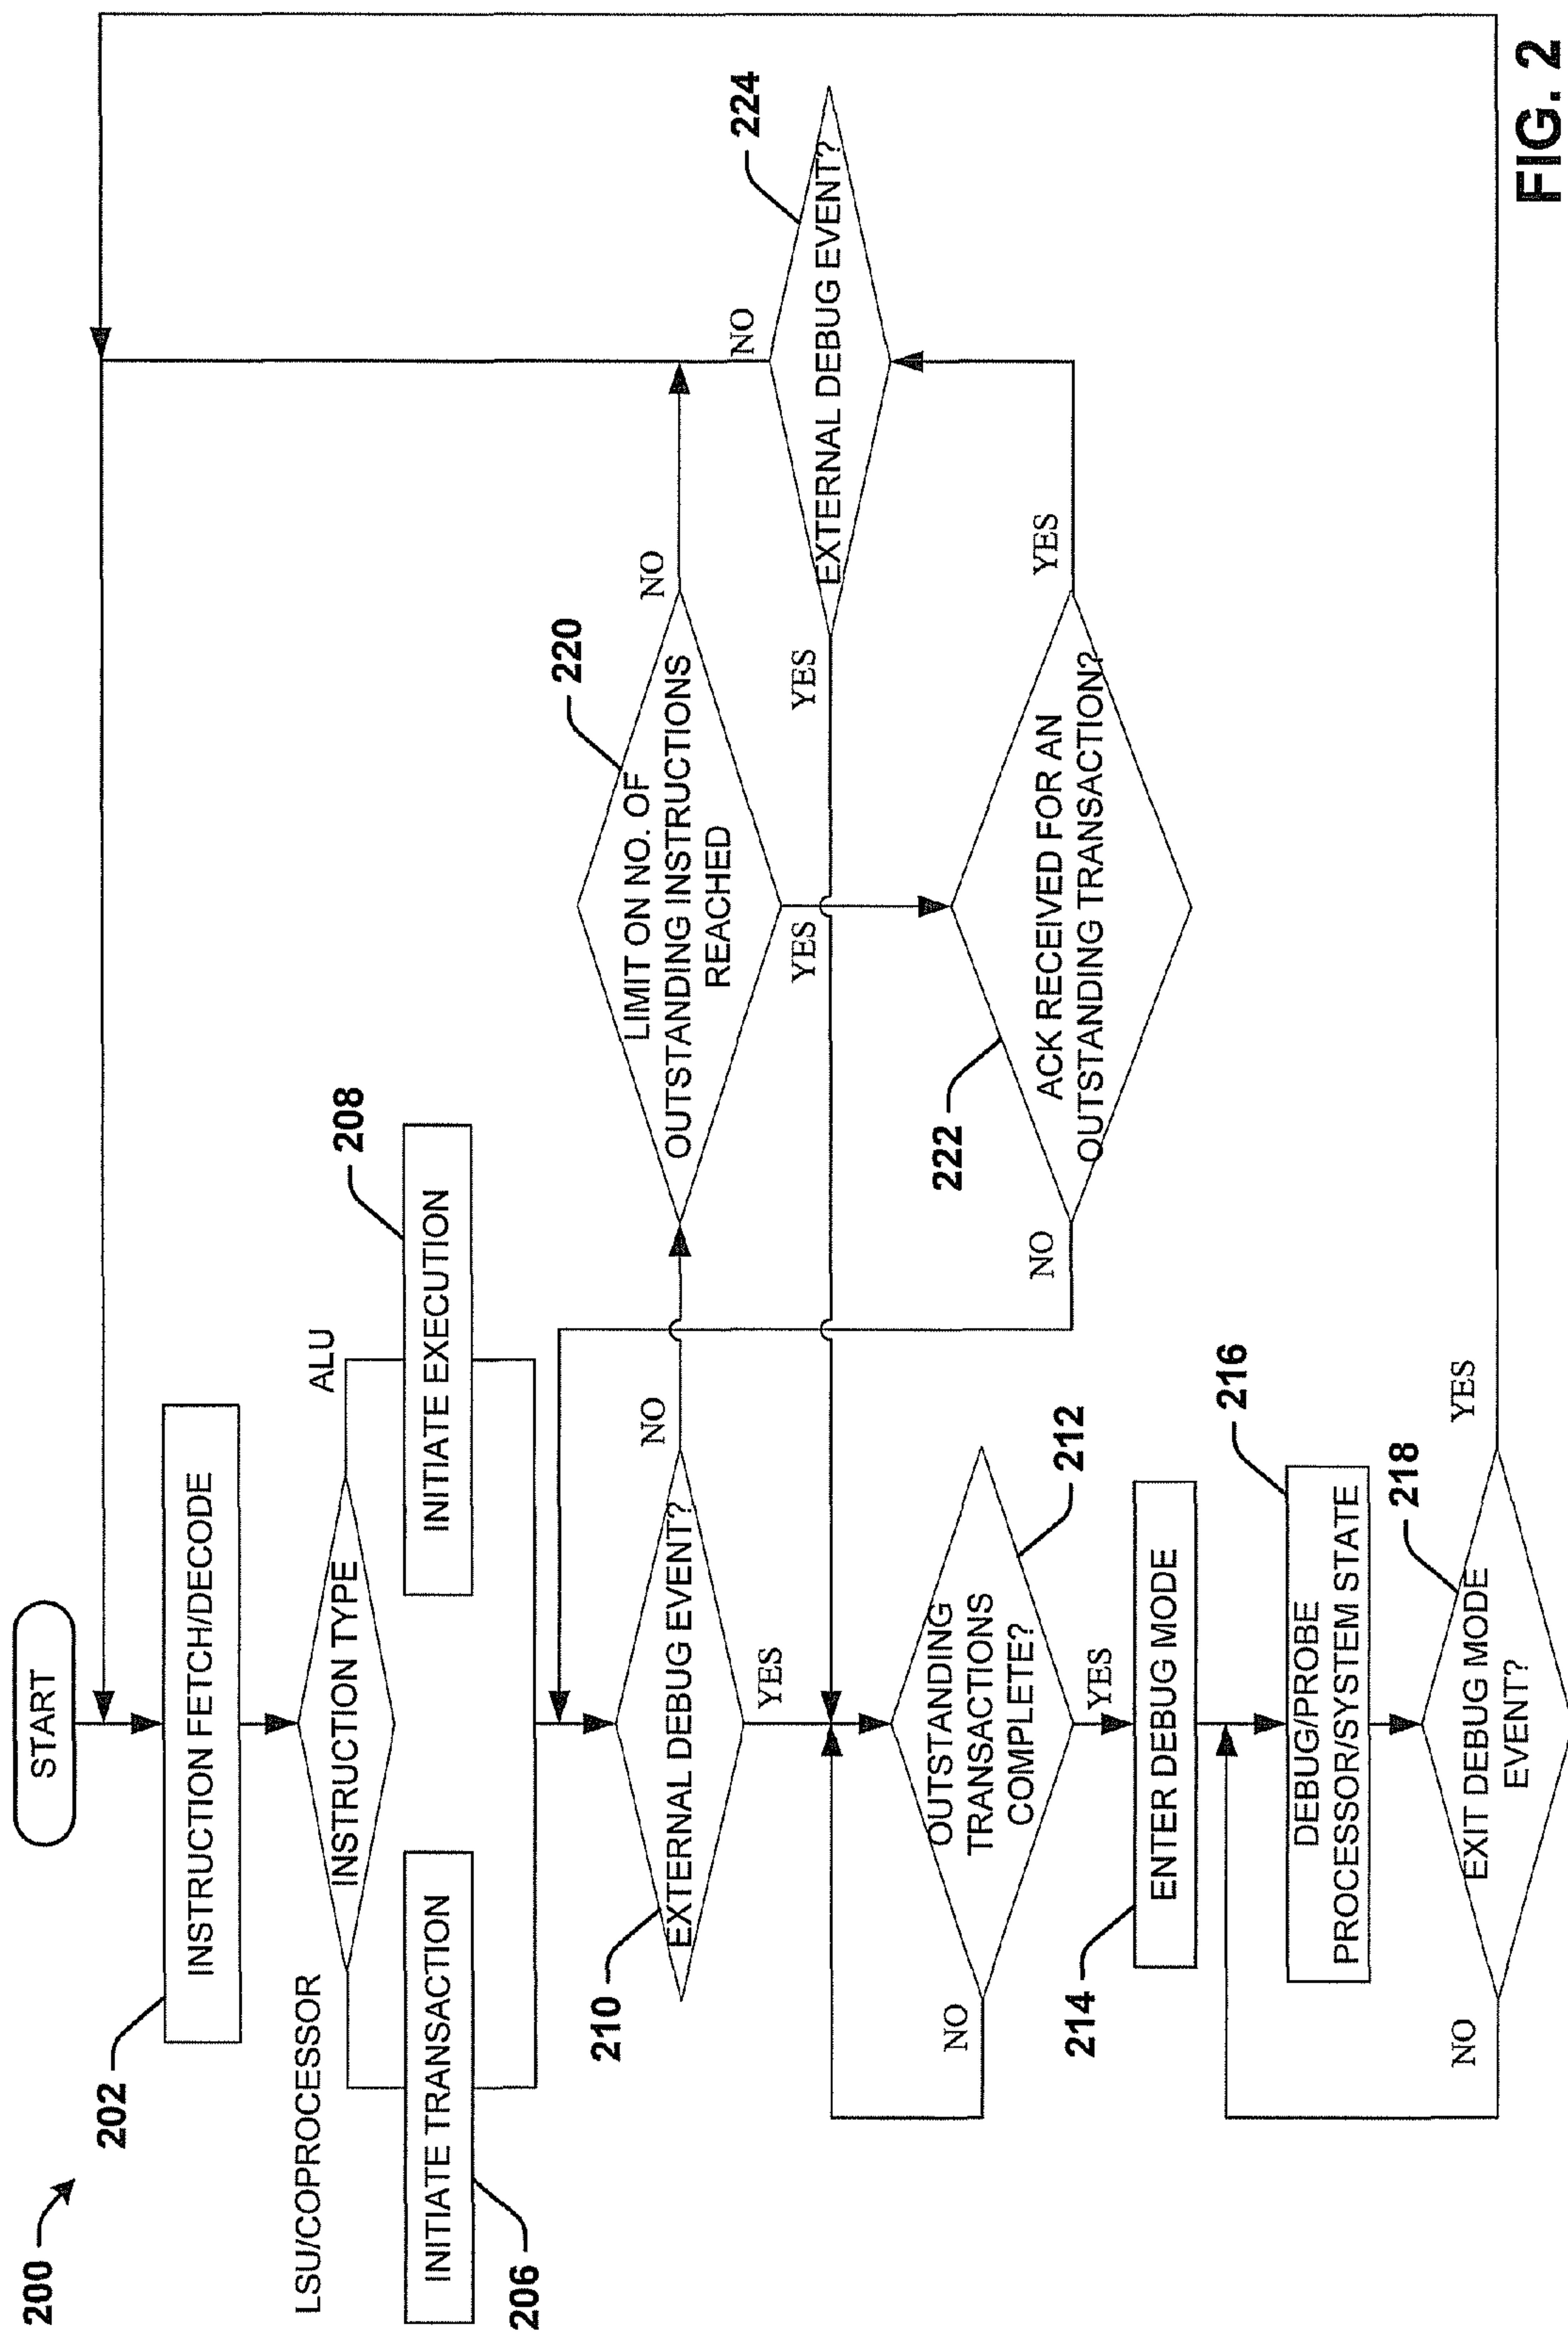 200
START
202
INSTRUCTION FETCH/DECODE
LSU/COPROCESSOR
INSTRUCTION TYPE
ALU
206
INITIATE TRANSACTION
INITIATE EXECUTION
208
210
EXTERNAL DEBUG EVENT?
NO
YES
220
LIMIT ON NO. OF
OUTSTANDING INSTRUCTIONS
REACHED
NO
YES
224
EXTERNAL DEBUG EVENT?
NO
YES
222
ACK RECEIVED FOR AN
OUTSTANDING TRANSACTION?
NO
YES
212
OUTSTANDING
TRANSACTIONS
COMPLETE?
NO
YES
214
ENTER DEBUG MODE
216
DEBUG/PROBE
PROCESSOR/SYSTEM STATE
218
EXIT DEBUG MODE
EVENT?
NO
YES
FIG. 2